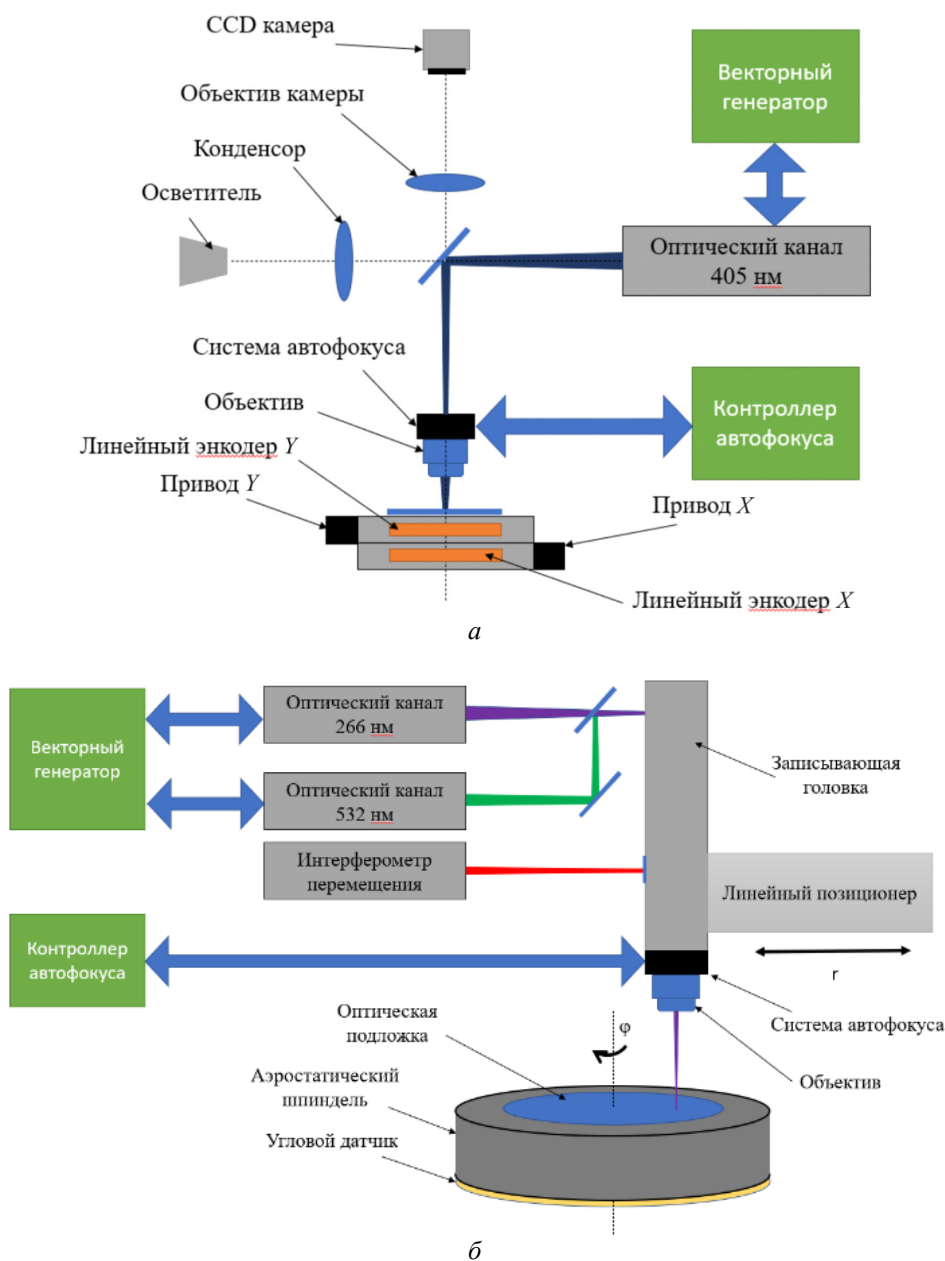 CCD камера
Объектив камеры
Конденсор
Осветитель
Векторный
генератор
Оптический канал
405 нм
Система автофокуса
Объектив
Линейный энкодер Y
Привод Y
Контроллер
автофокуса
Привод X
Линейный энкодер X
а
Векторный
генератор
Оптический канал
266 нм
Оптический канал
532 нм
Интерферометр
перемещения
Записывающая
головка
Линейный позиционер
r
Контроллер
автофокуса
Система автофокуса
Объектив
Оптическая
подложка
φ
Аэростатический
шпиндель
Угловой датчик
б